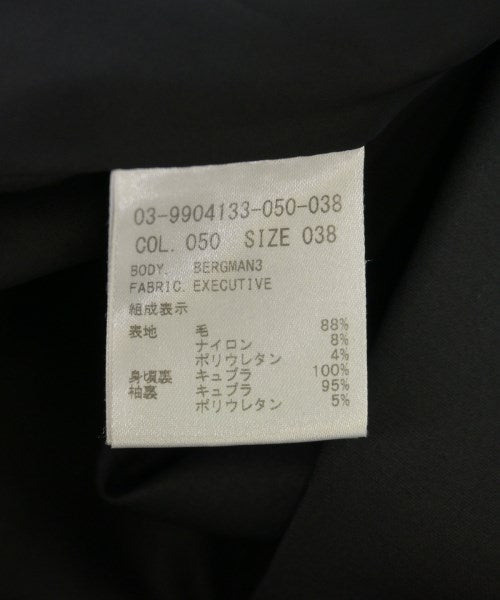 03-9904133-050-038
COL. 050 SIZE 038
BODY. BERGMAN3
FABRIC. EXECUTIVE
組成表示
表地 毛 88%
ナイロン 8%
ポリウレタン 4%
身頃裏 キュプラ 100%
袖裏 キュプラ 95%
ポリウレタン 5%